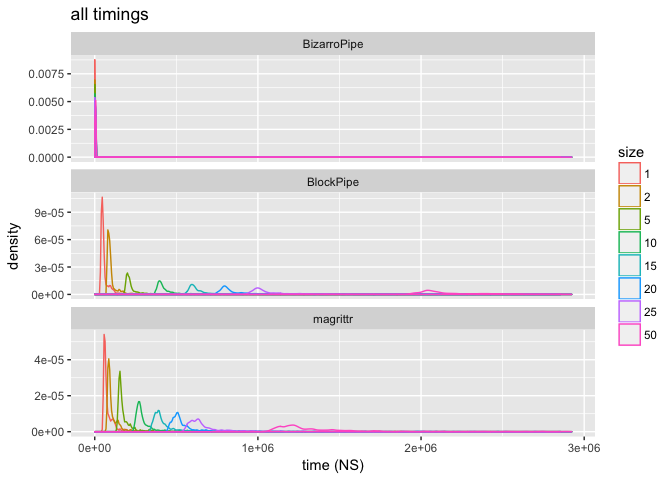 all timings
BizarroPipe
0.0075
0.0050
0.0025
0.0000
BlockPipe
9e-05
6e-05
3e-05
0e+00
magrittr
4e-05
2e-05
0e+00
0e+00 1e+06 2e+06 3e+06
time (NS)
density
size
1
2
5
10
15
20
25
50